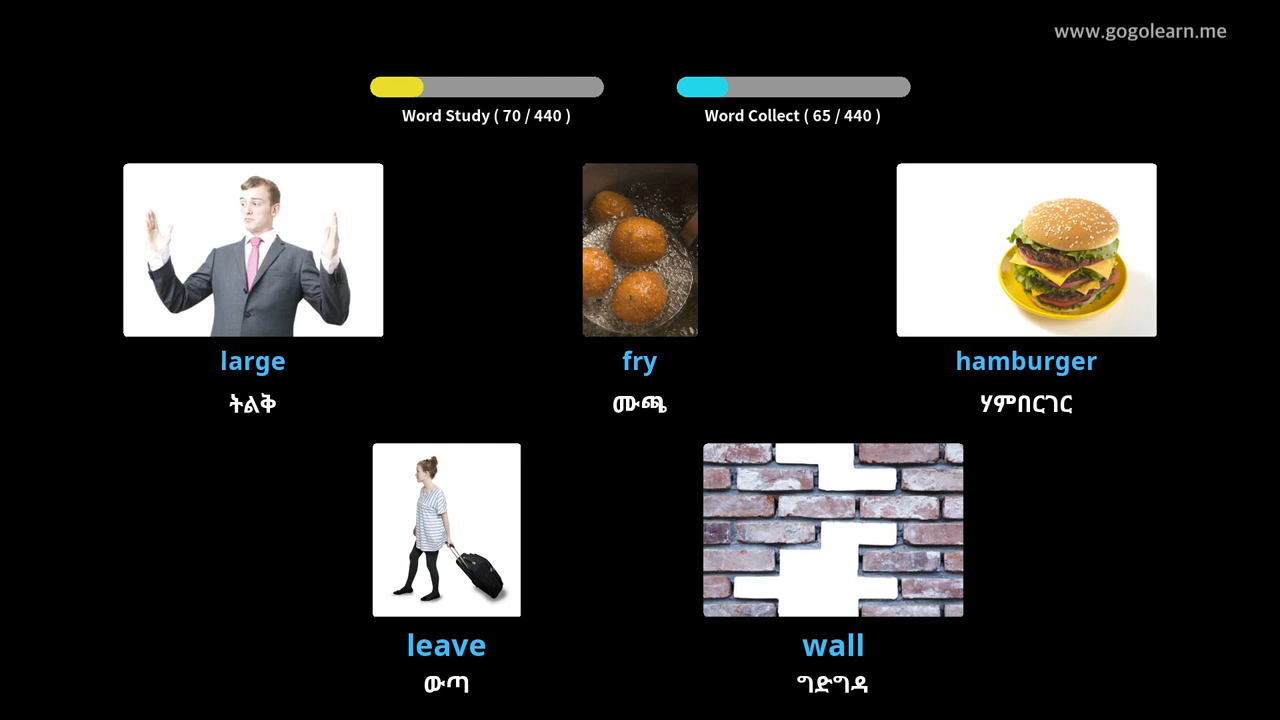 www.gogolearn.me
Word Study ( 70 / 440 )
Word Collect ( 65 / 440 )
large
fry
hamburger
ትልቅ
ሙጫ
ሃምበርገር
leave
wall
ውጣ
ግድግዳ